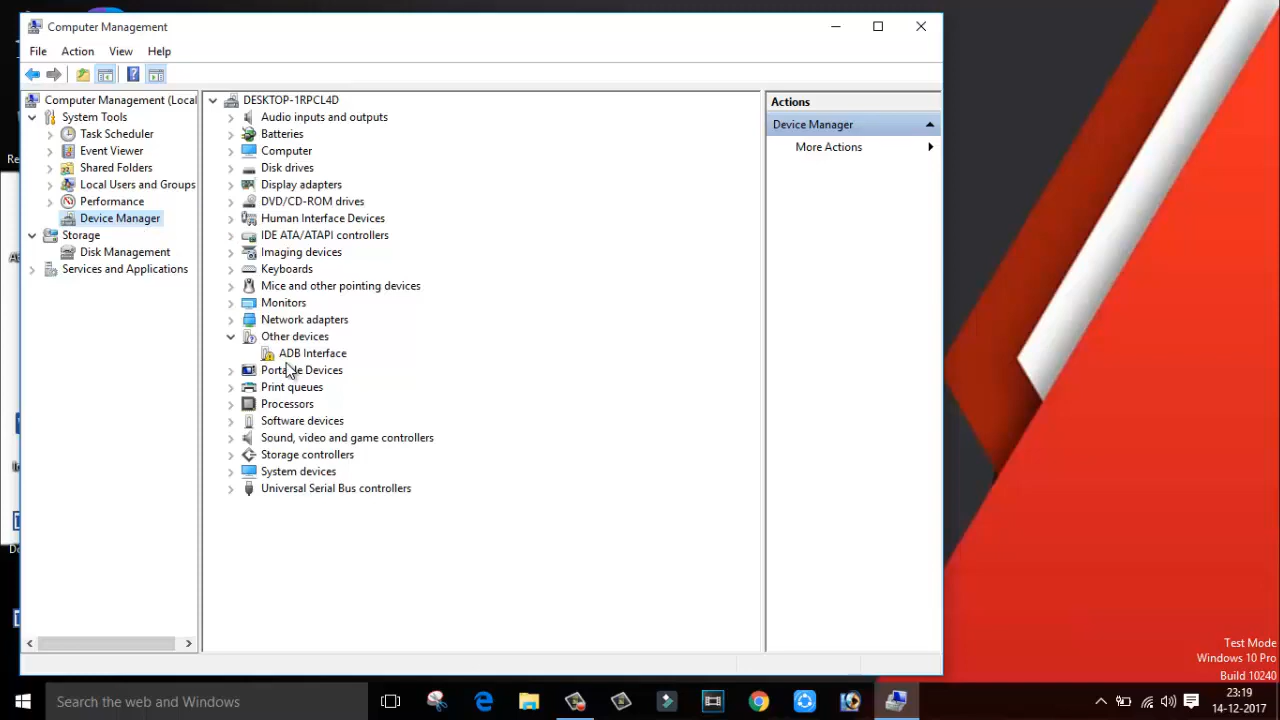 Computer Management
File Action View Help
Computer Management (Local
System Tools
Task Scheduler
Event Viewer
Shared Folders
Local Users and Groups
Performance
Device Manager
Storage
Disk Management
Services and Applications
DESKTOP-1RPCL4D
Audio inputs and outputs
Batteries
Computer
Disk drives
Display adapters
DVD/CD-ROM drives
Human Interface Devices
IDE ATA/ATAPI controllers
Imaging devices
Keyboards
Mice and other pointing devices
Monitors
Network adapters
Other devices
ADB Interface
Portable Devices
Print queues
Processors
Software devices
Sound, video and game controllers
Storage controllers
System devices
Universal Serial Bus controllers
Actions
Device Manager
More Actions
Test Mode
Windows 10 Pro
Build 10240
Search the web and Windows
23:19
14-12-2017